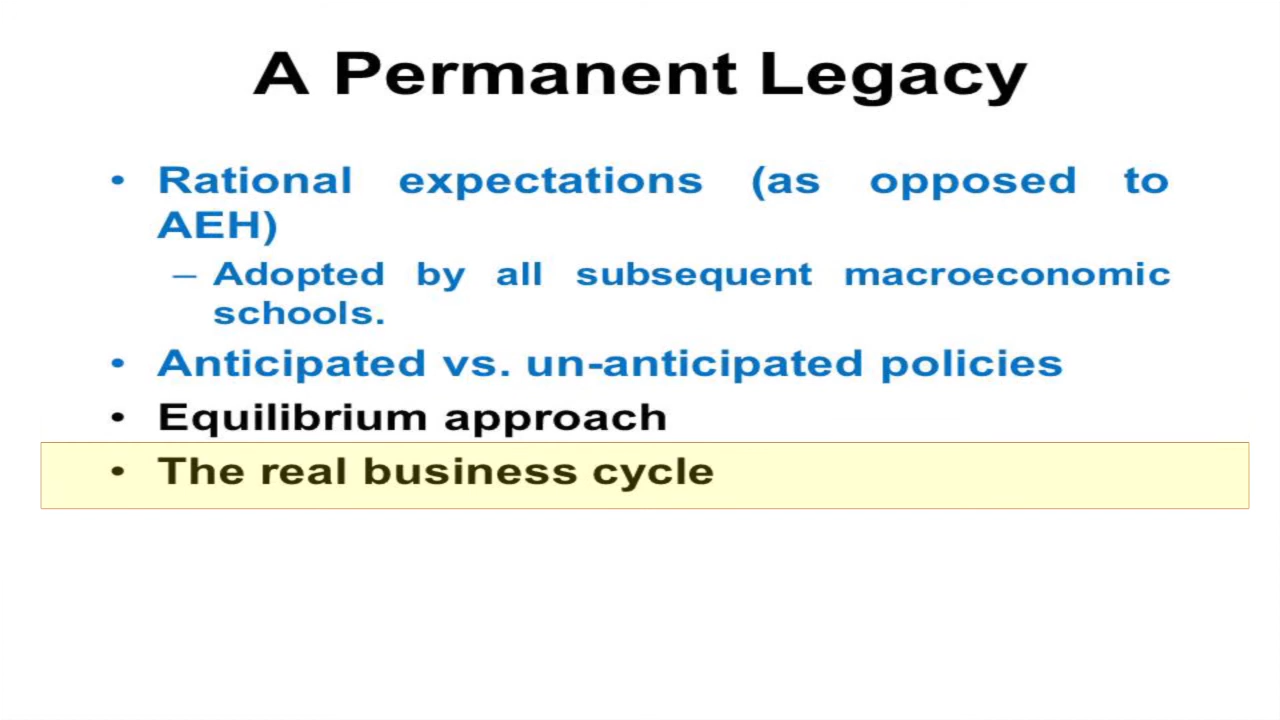 A Permanent Legacy
• Rational expectations (as opposed to
AEH)
– Adopted by all subsequent macroeconomic
schools.
• Anticipated vs. un-anticipated policies
• Equilibrium approach
• The real business cycle